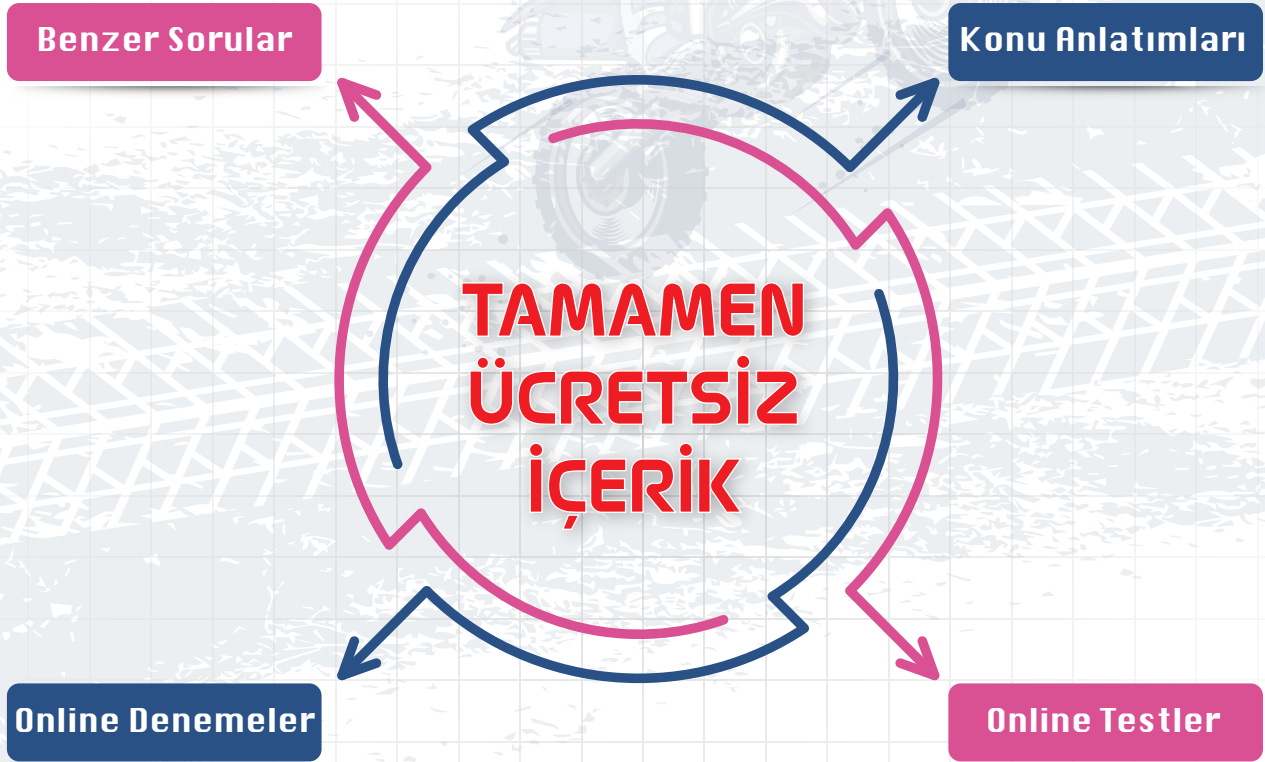 Benzer Sorular
Konu Anlatımları
TAMAMEN
ÜCRETSİZ
İÇERİK
Online Denemeler
Online Testler